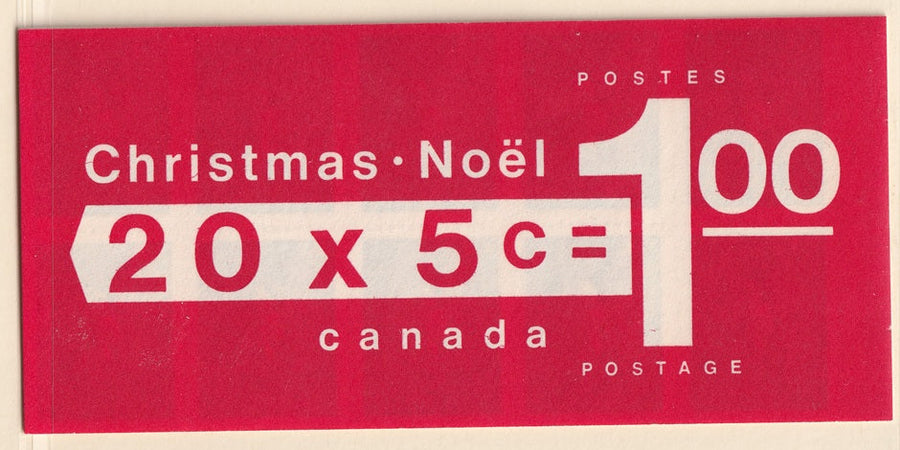 POSTES
Christmas · Noël
20 x 5c = 1.00
canada
POSTAGE